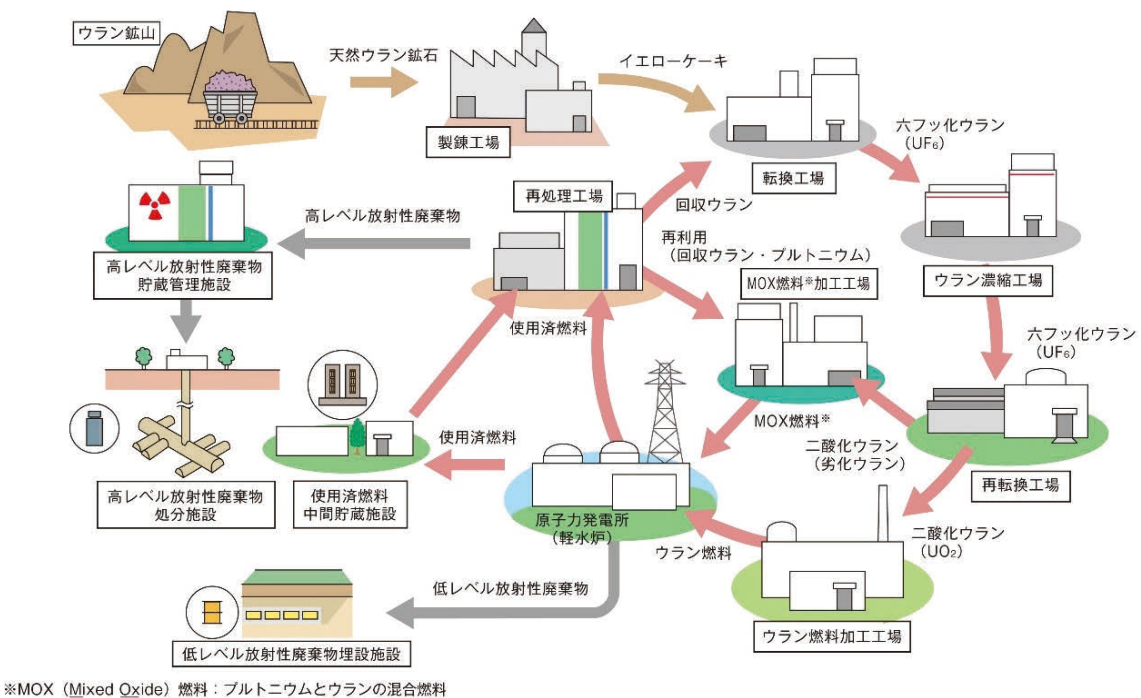 ウラン鉱山
天然ウラン鉱石
イエローケーキ
製錬工場
六フッ化ウラン
（UF₆）
転換工場
再処理工場
回収ウラン
高レベル放射性廃棄物
再利用
（回収ウラン・プルトニウム）
高レベル放射性廃棄物
貯蔵管理施設
MOX燃料※加工工場
ウラン濃縮工場
使用済燃料
六フッ化ウラン
（UF₆）
MOX燃料※
使用済燃料
二酸化ウラン
（劣化ウラン）
再転換工場
高レベル放射性廃棄物
処分施設
使用済燃料
中間貯蔵施設
原子力発電所
（軽水炉）
ウラン燃料
二酸化ウラン
（UO₂）
低レベル放射性廃棄物
ウラン燃料加工工場
低レベル放射性廃棄物埋設施設
※MOX（Mixed Oxide）燃料：プルトニウムとウランの混合燃料